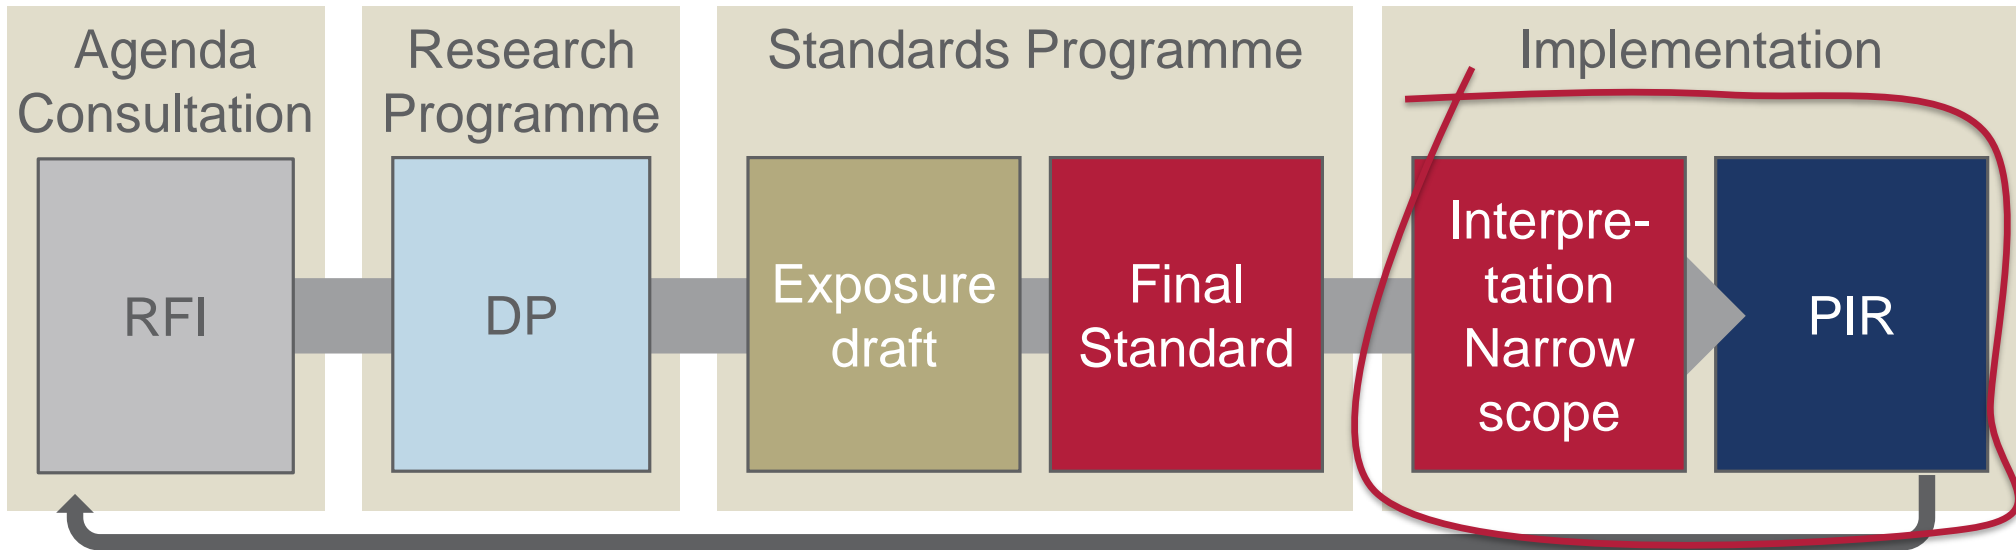 Agenda
Consultation
RFI
Research
Programme
DP
Standards Programme
Exposure
draft
Final
Standard
Implementation
Interpre-
tation
Narrow
scope
PIR